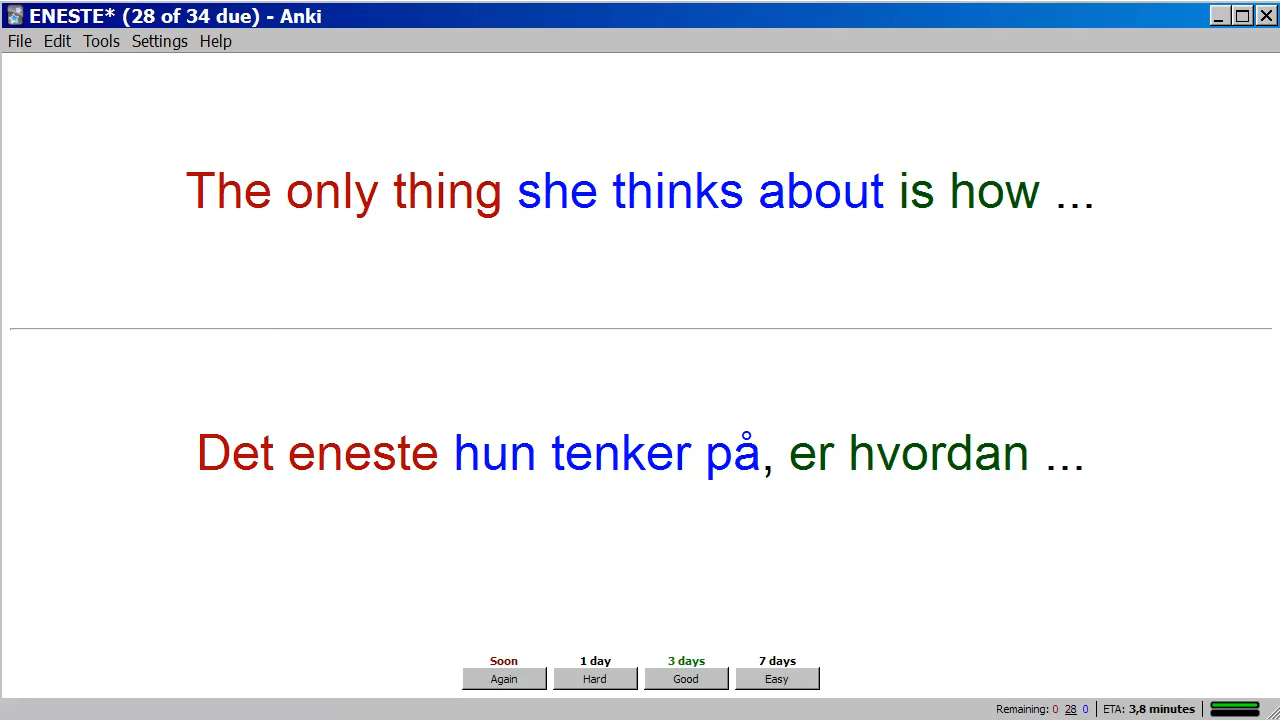 ENESTE* (28 of 34 due) - Anki
File Edit Tools Settings Help
The only thing she thinks about is how ...
Det eneste hun tenker på, er hvordan ...
Soon 1 day 3 days 7 days
Again Hard Good Easy
Remaining: 0 28 0 ETA: 3,8 minutes